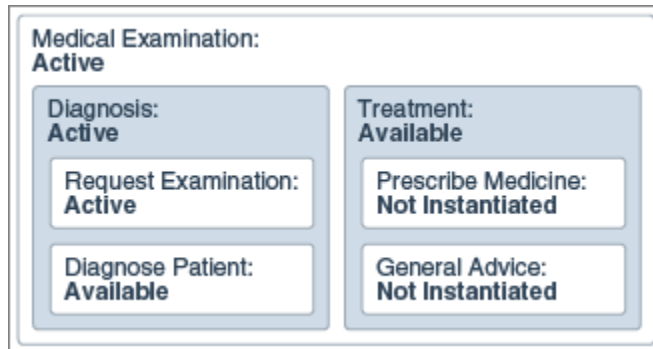 Medical Examination:
Active
Diagnosis:
Active
Request Examination:
Active
Diagnose Patient:
Available
Treatment:
Available
Prescribe Medicine:
Not Instantiated
General Advice:
Not Instantiated